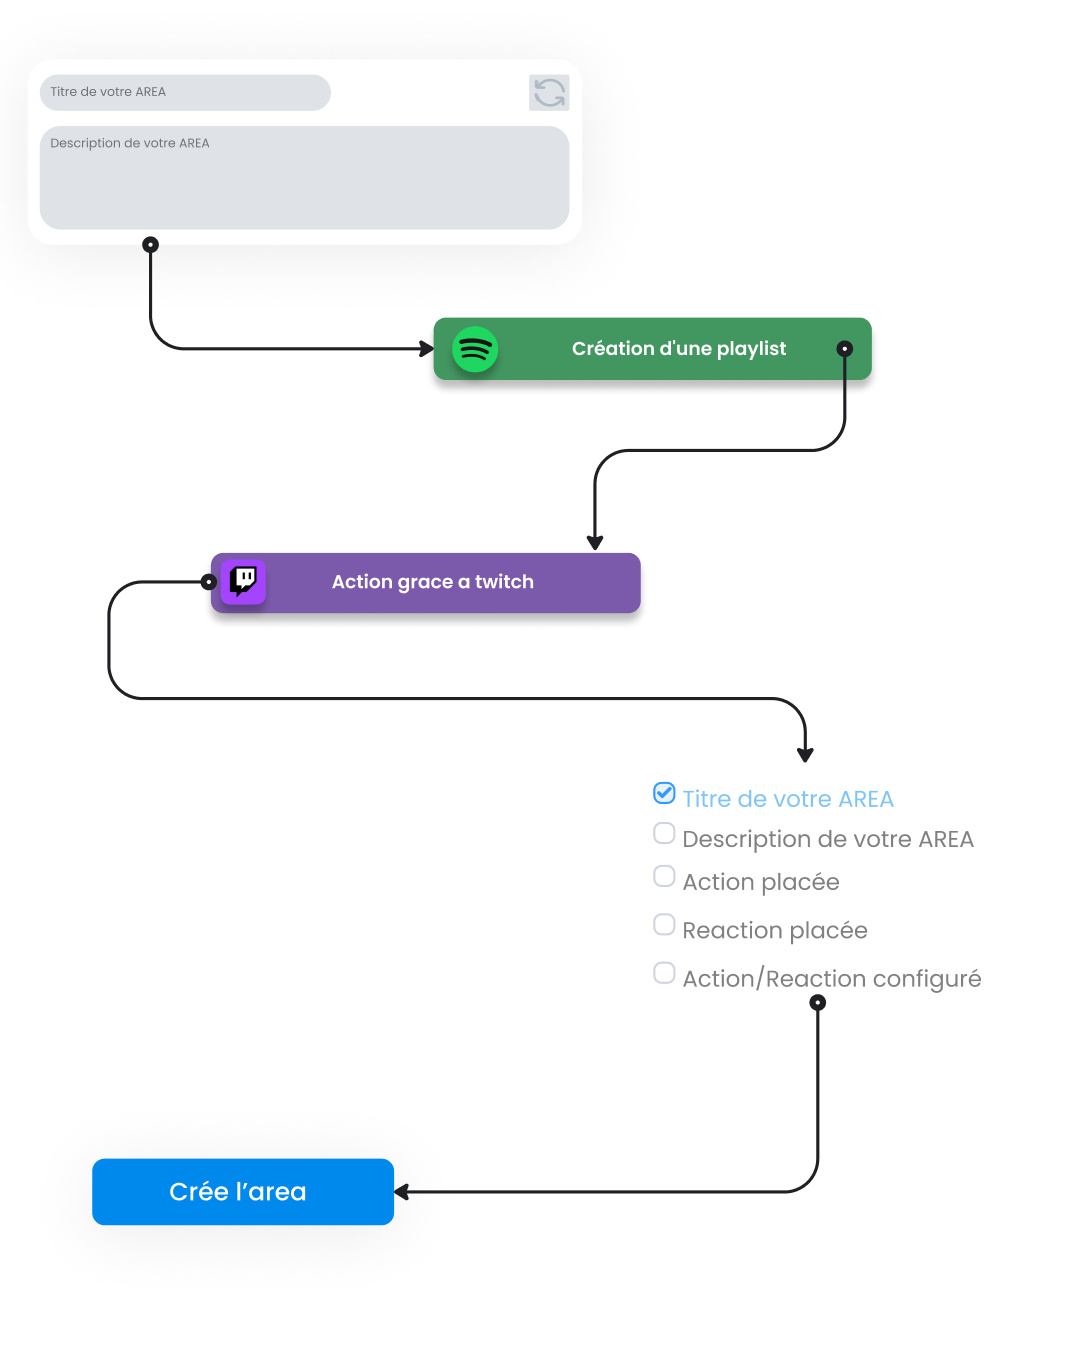 Titre de votre AREA
Description de votre AREA
Création d'une playlist
Action grace a twitch
Titre de votre AREA
Description de votre AREA
Action placée
Reaction placée
Action/Reaction configuré
Crée l’area